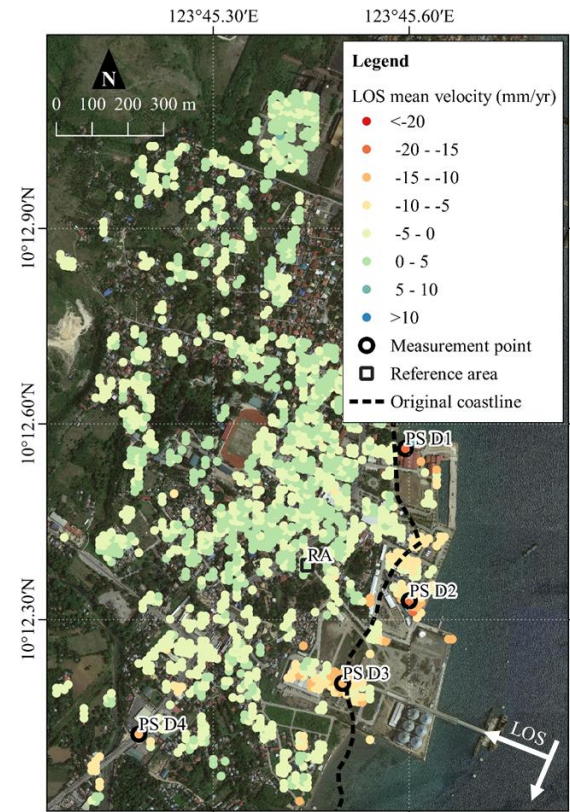 123°45.30'E
123°45.60'E
N
0 100 200 300 m
10°12.90'N
10°12.60'N
10°12.30'N
Legend
LOS mean velocity (mm/yr)
<-20
-20 - -15
-15 - -10
-10 - -5
-5 - 0
0 - 5
5 - 10
>10
Measurement point
Reference area
Original coastline
PS D1
RA
PS D2
PS D3
PS D4
LOS